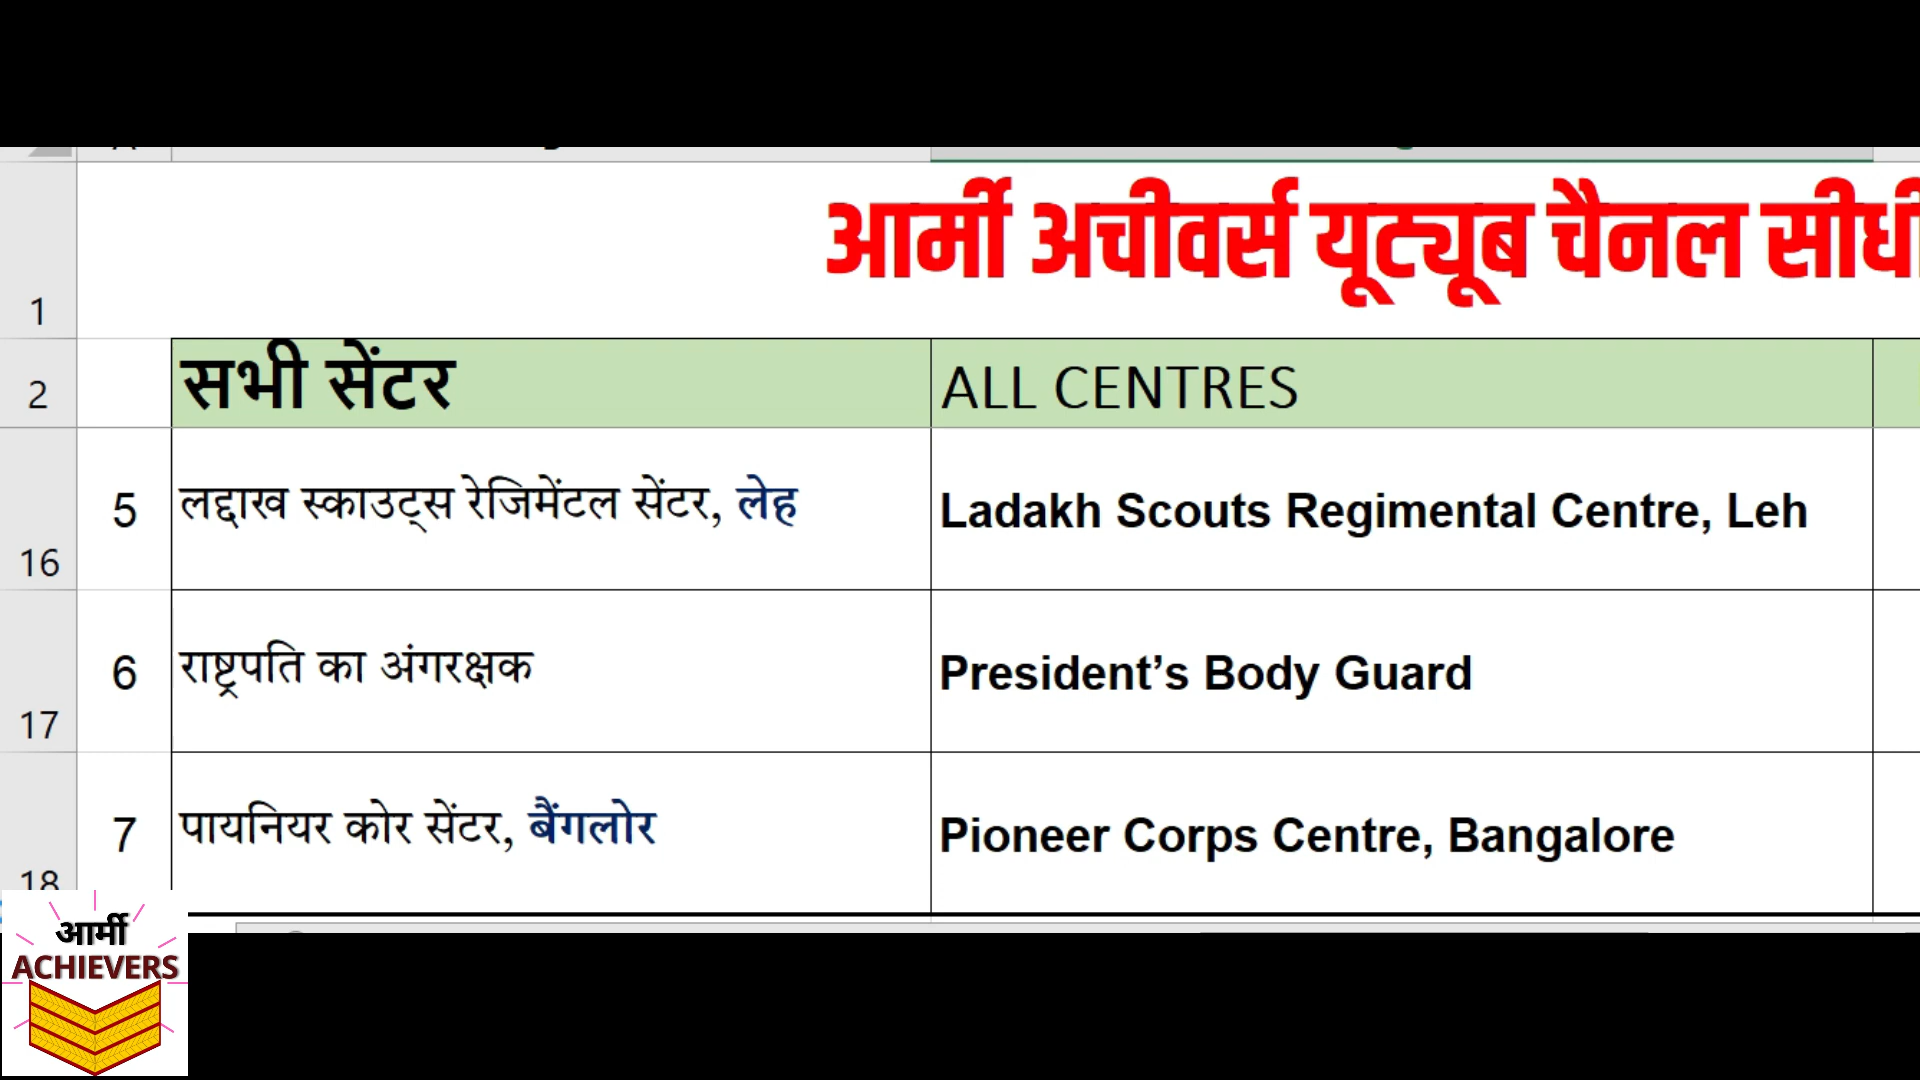 आर्मी अचीवर्स यूट्यूब चैनल सीधी
1
2 सभी सेंटर ALL CENTRES
16 5 लद्दाख स्काउट्स रेजिमेंटल सेंटर, लेह Ladakh Scouts Regimental Centre, Leh
17 6 राष्ट्रपति का अंगरक्षक President’s Body Guard
18 7 पायनियर कोर सेंटर, बैंगलोर Pioneer Corps Centre, Bangalore
आर्मी
ACHIEVERS